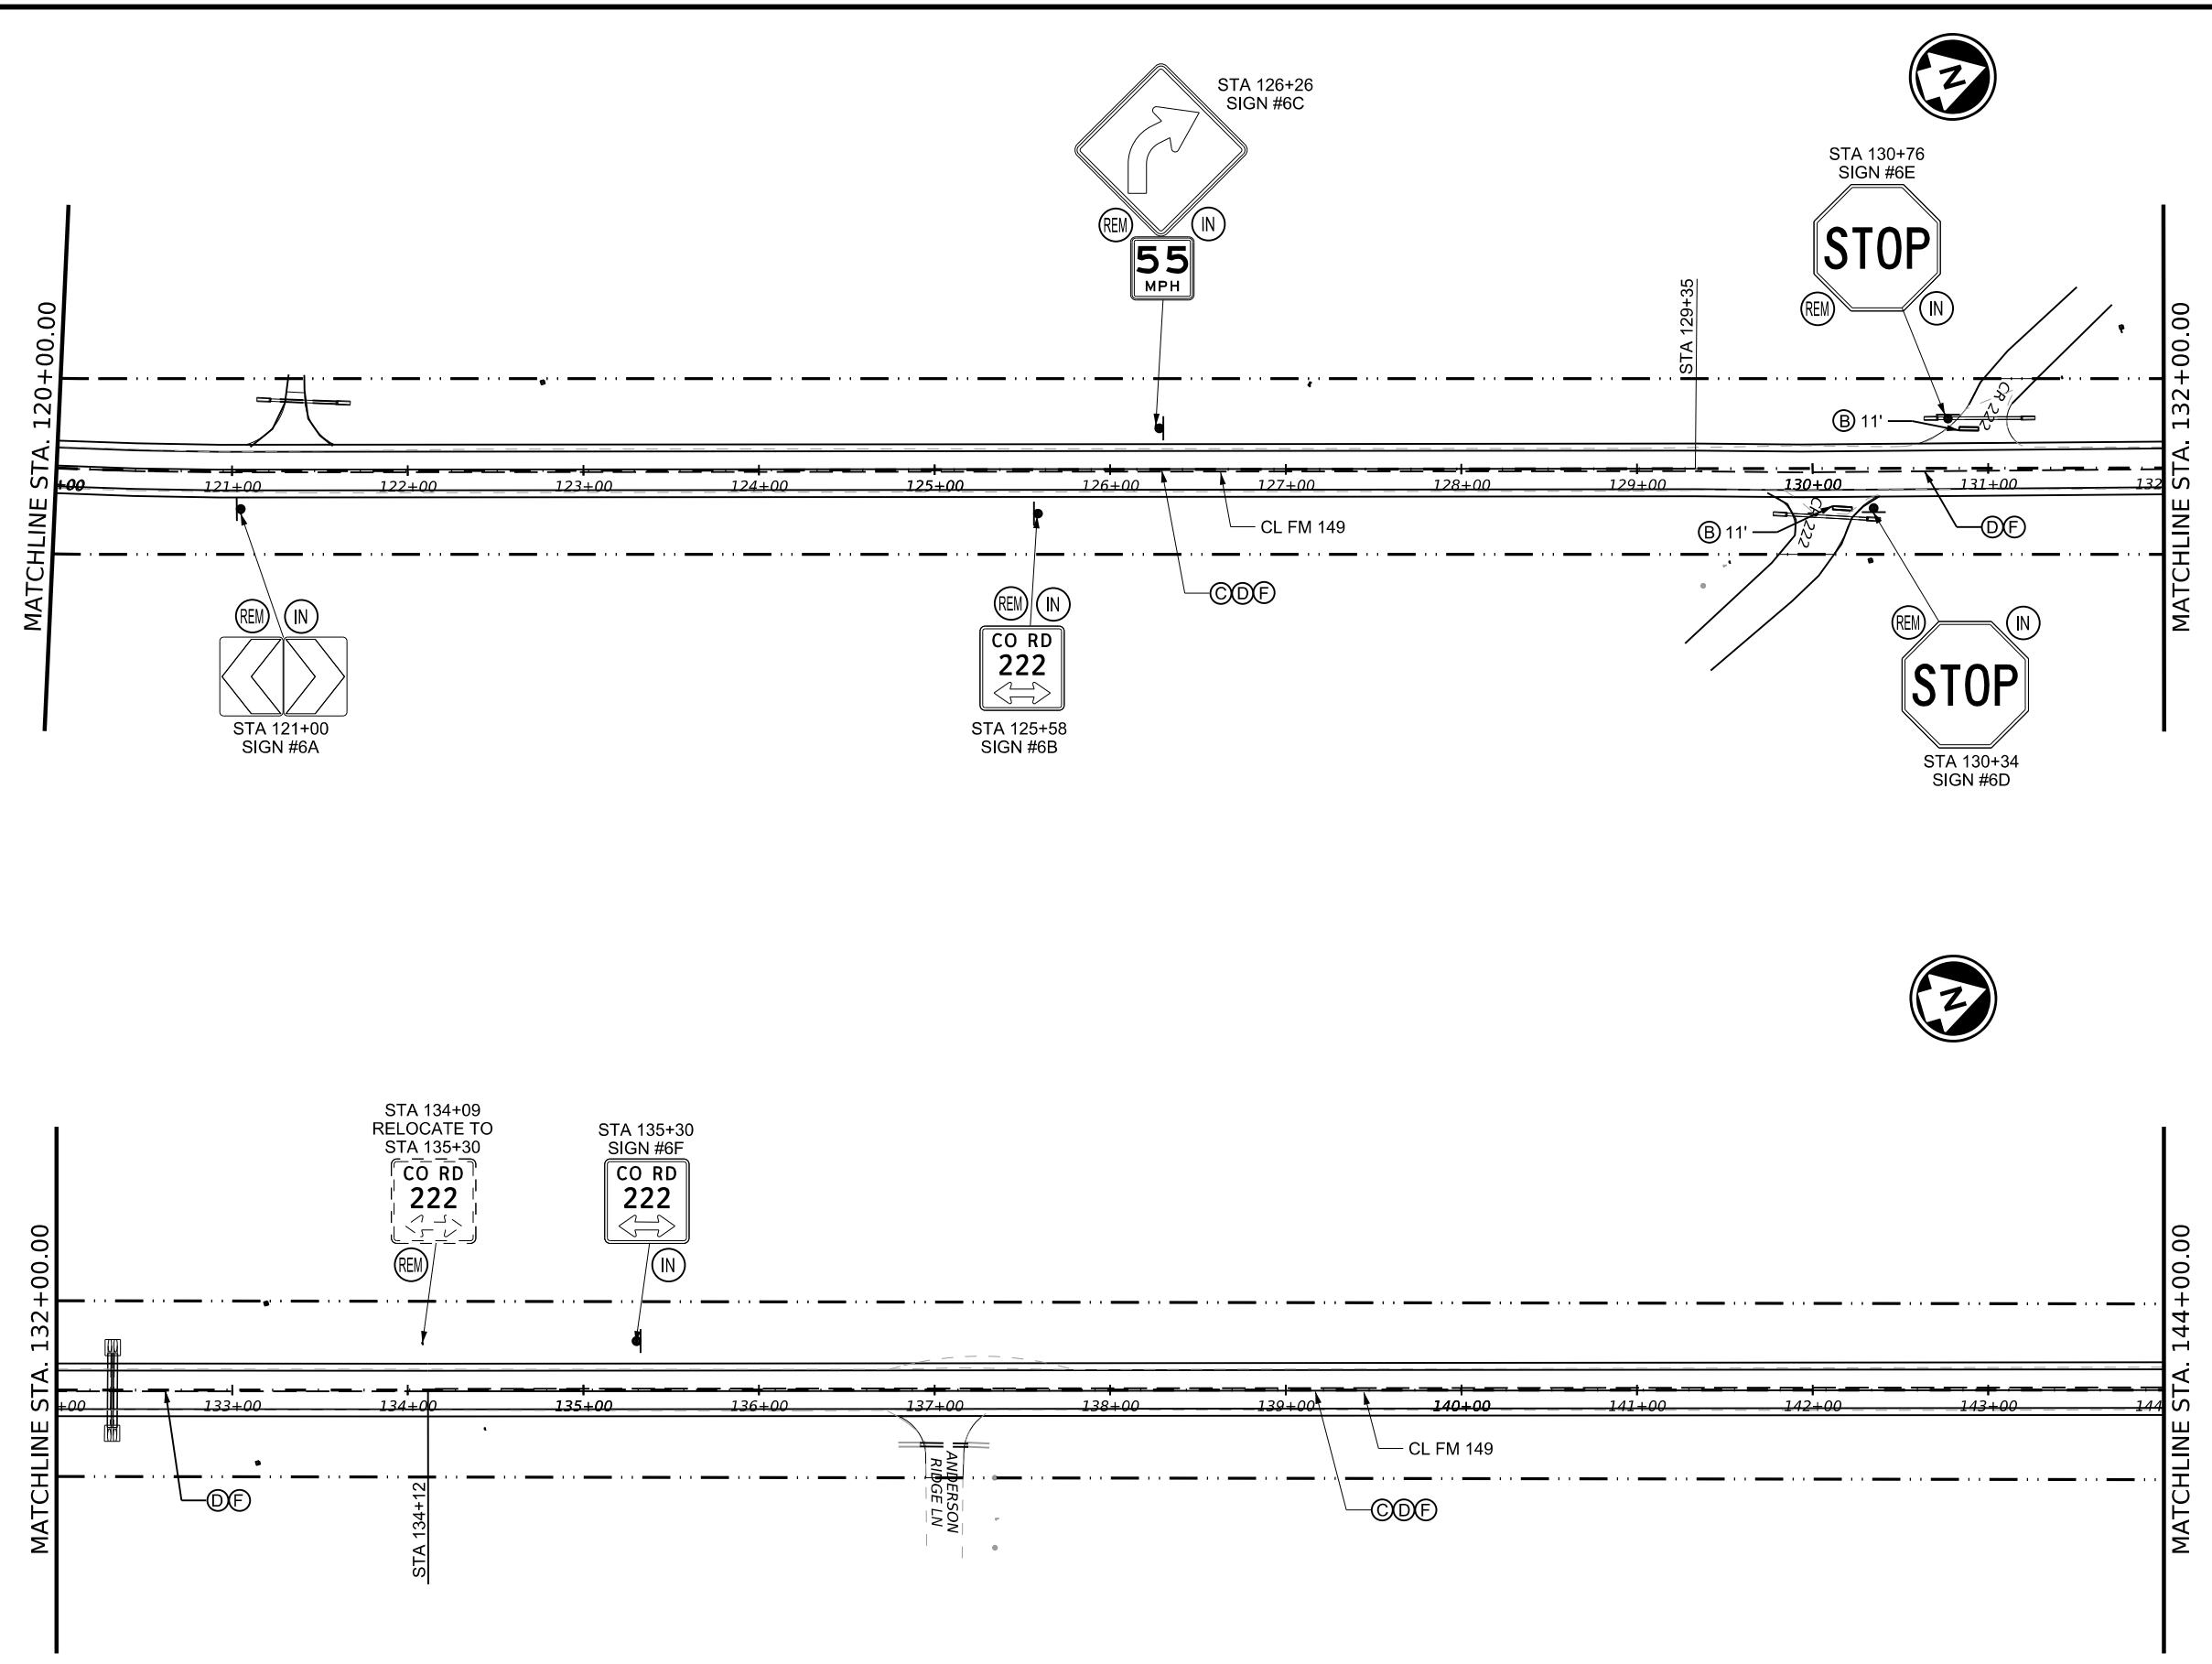 N
STA 126+26
SIGN #6C
REM
IN
55
MPH
STA 130+76
SIGN #6E
STOP
REM
IN
MATCHLINE STA. 120+00.00
STA 129+35
MATCHLINE STA. 132+00.00
CR 222
B 11'
+00
121+00
122+00
123+00
124+00
125+00
126+00
127+00
128+00
129+00
130+00
131+00
132
CL FM 149
CR 222
B 11'
D F
C D F
REM
IN
STA 121+00
SIGN #6A
REM
IN
CO RD
222
STA 125+58
SIGN #6B
REM
IN
STOP
STA 130+34
SIGN #6D
N
STA 134+09
RELOCATE TO
STA 135+30
CO RD
222
REM
STA 135+30
SIGN #6F
CO RD
222
IN
MATCHLINE STA. 132+00.00
MATCHLINE STA. 144+00.00
+00
133+00
134+00
135+00
136+00
137+00
138+00
139+00
140+00
141+00
142+00
143+00
144
D F
STA 134+12
ANDERSON
RIDGE LN
CL FM 149
C D F